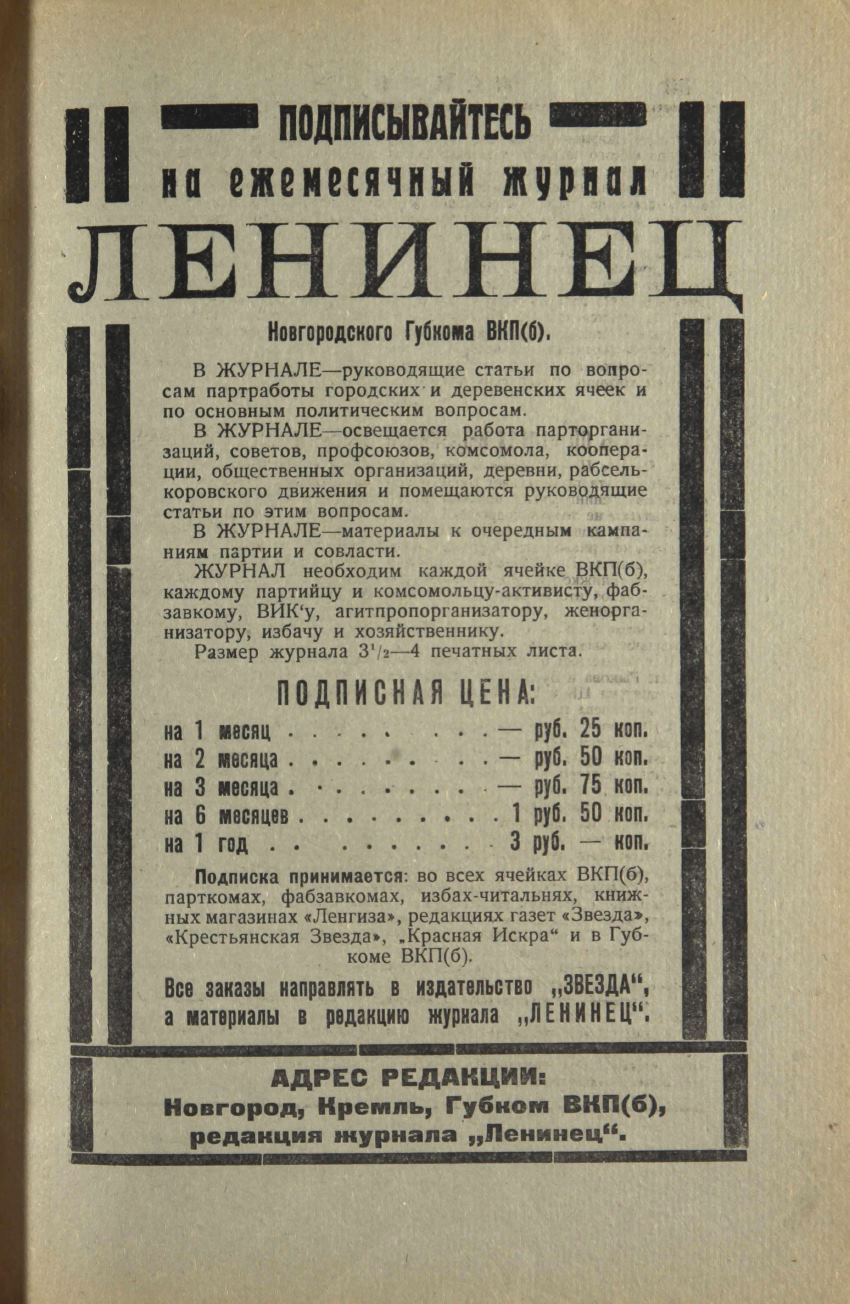 ПОДПИСЫВАЙТЕСЬ
на ежемесячный журнал
ЛЕНИНЕЦ
Новгородского Губкома ВКП(б).
В ЖУРНАЛЕ—руководящие статьи по вопро-
сам партработы городских и деревенских ячеек и
по основным политическим вопросам.
В ЖУРНАЛЕ—освещается работа парторгани-
заций, советов, профсоюзов, комсомола, коопера-
ции, общественных организаций, деревни, рабсель-
коровского движения и помещаются руководящие
статьи по этим вопросам.
В ЖУРНАЛЕ—материалы к очередным кампа-
ниям партии и совласти.
ЖУРНАЛ необходим каждой ячейке ВКП(б),
каждому партийцу и комсомольцу-активисту, фаб-
завкому, ВИК‘у, агитпропорганизатору, женорга-
низатору, избачу и хозяйственнику.
Размер журнала 3¹/₂—4 печатных листа.
ПОДПИСНАЯ ЦЕНА:
на 1 месяц . . . . . . . . — руб. 25 коп.
на 2 месяца . . . . . . . . — руб. 50 коп.
на 3 месяца . . . . . . . . — руб. 75 коп.
на 6 месяцев . . . . . . . . . 1 руб. 50 коп.
на 1 год . . . . . . . . . 3 руб. — коп.
Подписка принимается: во всех ячейках ВКП(б),
парткомах, фабзавкомах, избах-читальнях, книж-
ных магазинах «Ленгиза», редакциях газет «Звезда»,
«Крестьянская Звезда», „Красная Искра“ и в Губ-
коме ВКП(б).
Все заказы направлять в издательство „ЗВЕЗДА“,
а материалы в редакцию журнала „ЛЕНИНЕЦ“.
АДРЕС РЕДАКЦИИ:
Новгород, Кремль, Губком ВКП(б),
редакция журнала „Ленинец“.